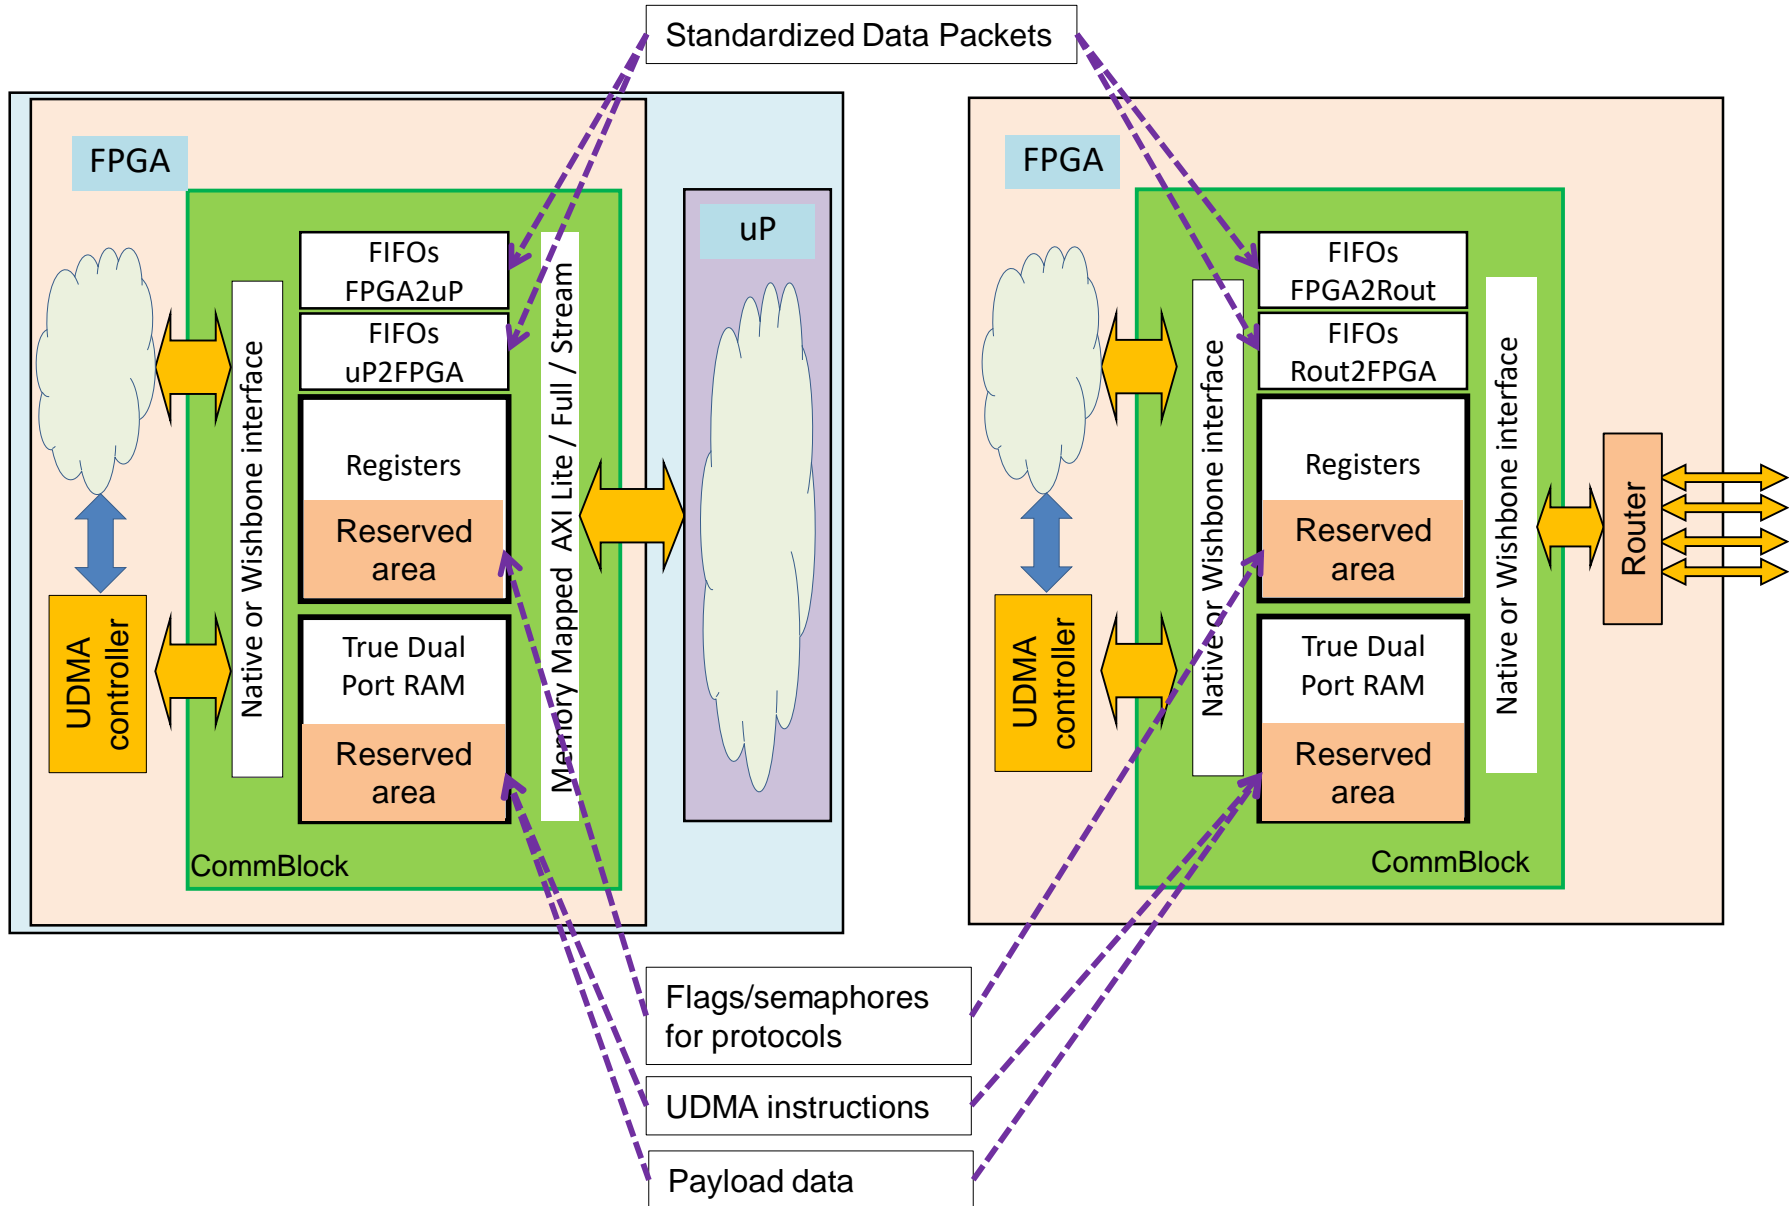 Standardized Data Packets
FPGA
FIFOs
FPGA2uP
FIFOs
uP2FPGA
Registers
Reserved
area
True Dual
Port RAM
Reserved
area
Native or Wishbone interface
Memory Mapped AXI Lite / Full / Stream
UDMA
controller
CommBlock
uP
FPGA
FIFOs
FPGA2Rout
FIFOs
Rout2FPGA
Registers
Reserved
area
True Dual
Port RAM
Reserved
area
Native or Wishbone interface
Native or Wishbone interface
UDMA
controller
CommBlock
Router
Flags/semaphores
for protocols
UDMA instructions
Payload data